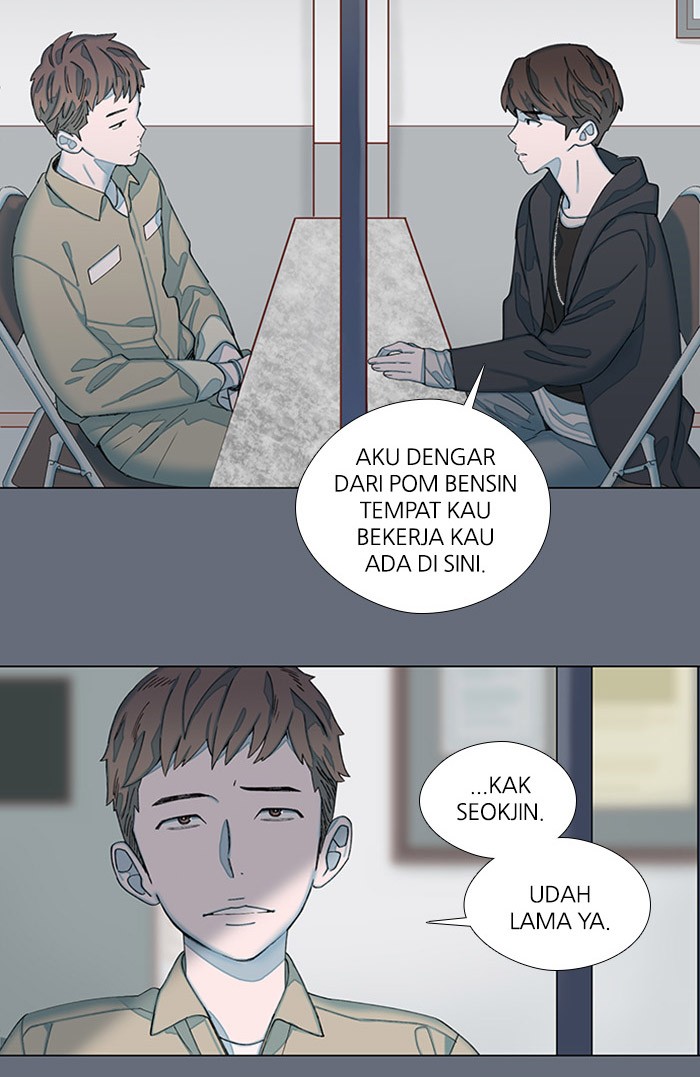 AKU DENGAR
DARI POM BENSIN
TEMPAT KAU
BEKERJA KAU
ADA DI SINI.
...KAK
SEOKJIN.
UDAH
LAMA YA.